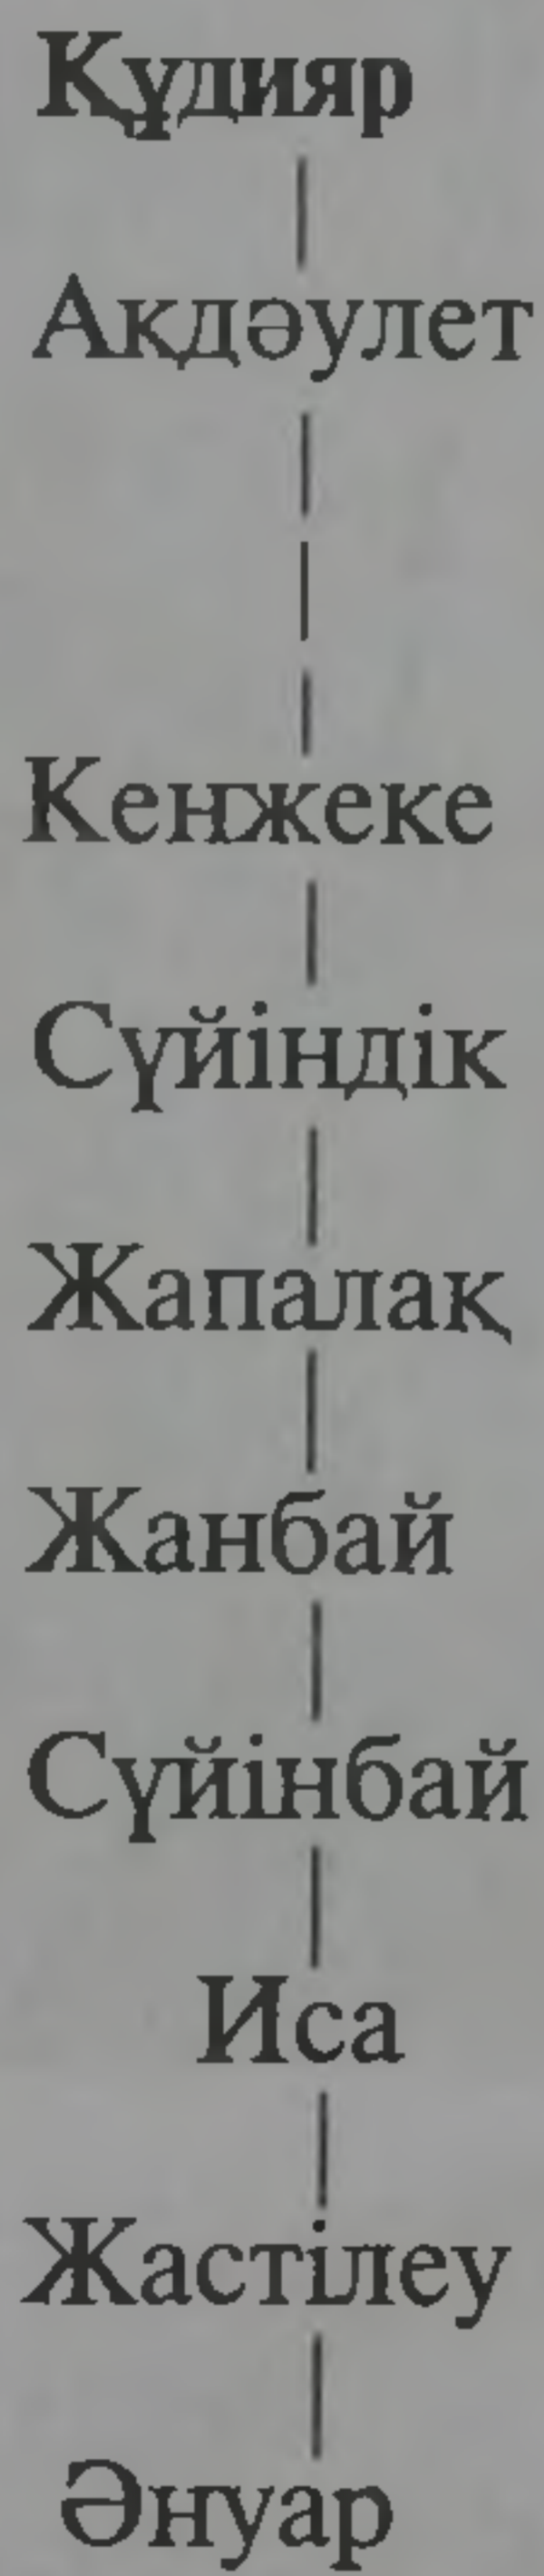 Құдияр
Ақдәулет
Кенжеке
Сүйіндік
Жапалақ
Жанбай
Сүйінбай
Иса
Жастілеу
Әнуар